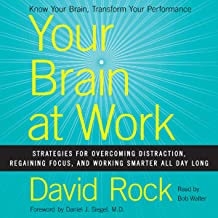 Know Your Brain, Transform Your Performance
Your
Brain
at Work
STRATEGIES FOR OVERCOMING DISTRACTION,
REGAINING FOCUS, AND WORKING SMARTER ALL DAY LONG
David Rock
Read by
Bob Walter
Foreword by Daniel J. Siegel, M.D.